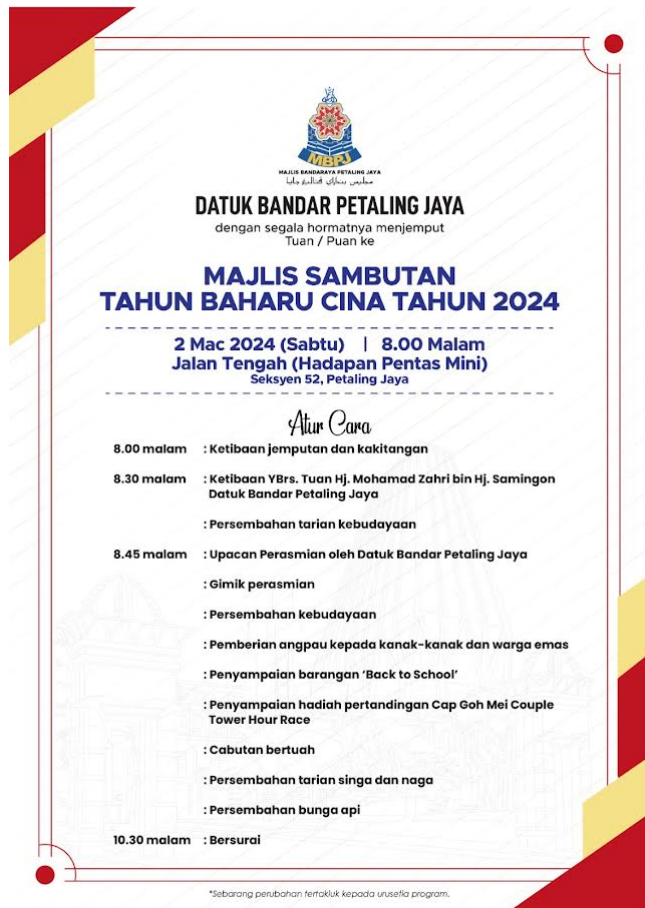 MBPJ
MAJLIS BANDARAYA PETALING JAYA
مجليس بندارای ڤتاليڠ جايا
DATUK BANDAR PETALING JAYA
dengan segala hormatnya menjemput
Tuan / Puan ke
MAJLIS SAMBUTAN
TAHUN BAHARU CINA TAHUN 2024
2 Mac 2024 (Sabtu) | 8.00 Malam
Jalan Tengah (Hadapan Pentas Mini)
Seksyen 52, Petaling Jaya
Atur Cara
8.00 malam : Ketibaan jemputan dan kakitangan
8.30 malam : Ketibaan YBrs. Tuan Hj. Mohamad Zahri bin Hj. Samingon
Datuk Bandar Petaling Jaya
: Persembahan tarian kebudayaan
8.45 malam : Upacan Perasmian oleh Datuk Bandar Petaling Jaya
: Gimik perasmian
: Persembahan kebudayaan
: Pemberian angpau kepada kanak-kanak dan warga emas
: Penyampaian barangan ‘Back to School’
: Penyampaian hadiah pertandingan Cap Goh Mei Couple
Tower Hour Race
: Cabutan bertuah
: Persembahan tarian singa dan naga
: Persembahan bunga api
10.30 malam : Bersurai
*Sebarang perubahan tertakluk kepada urusetia program.